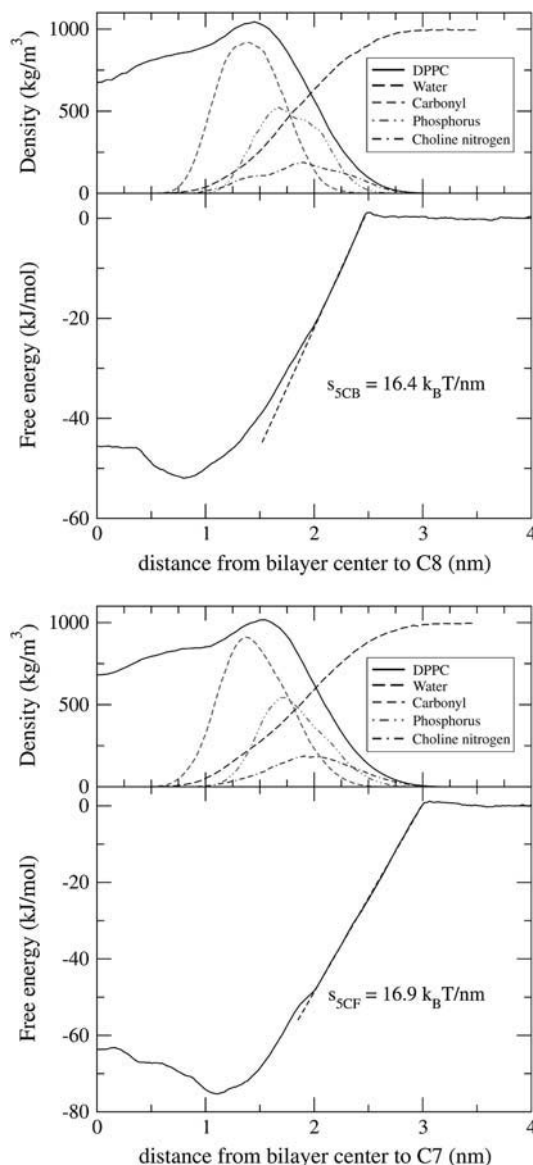 1000
500
0
Density (kg/m³)
DPPC
Water
Carbonyl
Phosphorus
Choline nitrogen
0
-20
-40
-60
Free energy (kJ/mol)
s5CB = 16.4 kBT/nm
0 1 2 3 4
distance from bilayer center to C8 (nm)
1000
500
0
Density (kg/m³)
DPPC
Water
Carbonyl
Phosphorus
Choline nitrogen
0
-20
-40
-60
-80
Free energy (kJ/mol)
s5CF = 16.9 kBT/nm
0 1 2 3 4
distance from bilayer center to C7 (nm)